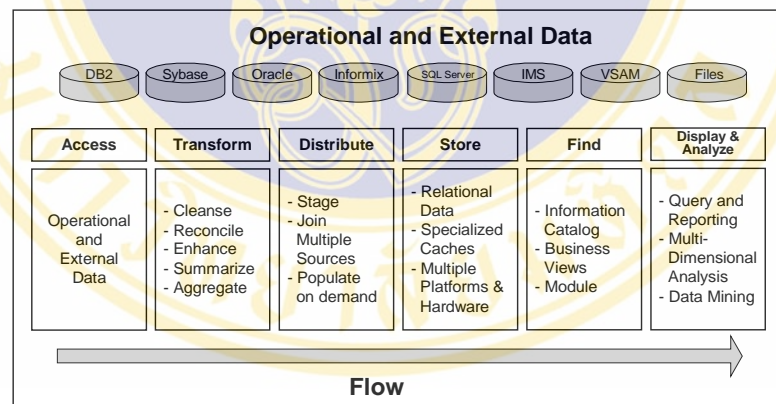 Operational and External Data
DB2
Sybase
Oracle
Informix
SQL Server
IMS
VSAM
Files
Access
Operational
and
External
Data
Transform
- Cleanse
- Reconcile
- Enhance
- Summarize
- Aggregate
Distribute
- Stage
- Join
Multiple
Sources
- Populate
on demand
Store
- Relational
Data
- Specialized
Caches
- Multiple
Platforms &
Hardware
Find
- Information
Catalog
- Business
Views
- Module
Display &
Analyze
- Query and
Reporting
- Multi-
Dimensional
Analysis
- Data Mining
Flow